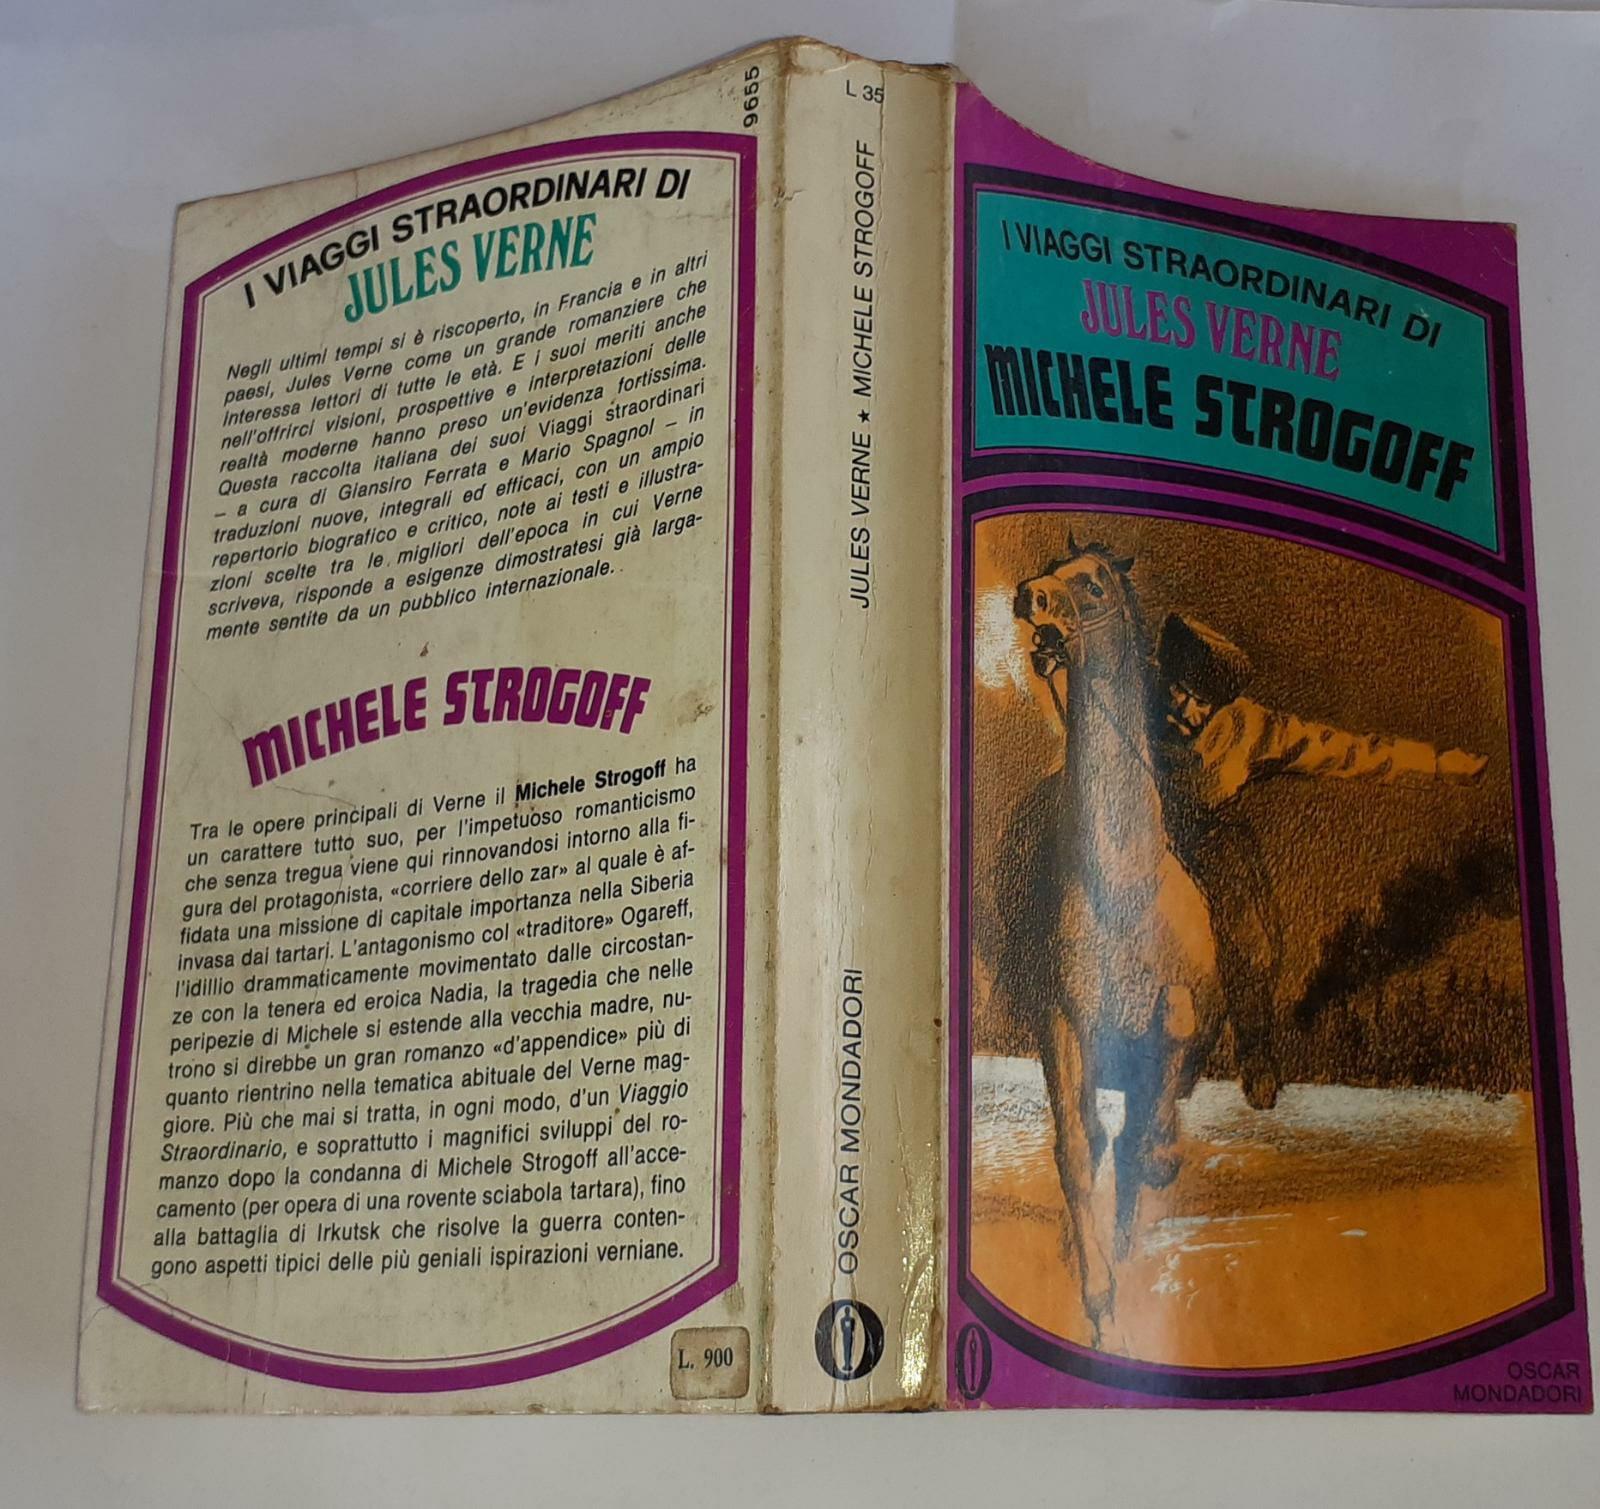 9655
I VIAGGI STRAORDINARI DI
JULES VERNE
Negli ultimi tempi si è riscoperto, in Francia e in altri
paesi, Jules Verne come un grande romanziere che
interessa lettori di tutte le età. E i suoi meriti anche
nell'offrirci visioni, prospettive e interpretazioni delle
realtà moderne hanno preso un'evidenza fortissima.
Questa raccolta italiana dei suoi Viaggi straordinari
– a cura di Giansiro Ferrata e Mario Spagnol – in
traduzioni nuove, integrali ed efficaci, con un ampio
repertorio biografico e critico, note ai testi e illustra-
zioni scelte tra le migliori dell'epoca in cui Verne
scriveva, risponde a esigenze dimostratesi già larga-
mente sentite da un pubblico internazionale.
MICHELE STROGOFF
Tra le opere principali di Verne il Michele Strogoff ha
un carattere tutto suo, per l'impetuoso romanticismo
che senza tregua viene qui rinnovandosi intorno alla fi-
gura del protagonista, «corriere dello zar» al quale è af-
fidata una missione di capitale importanza nella Siberia
invasa dai tartari. L'antagonismo col «traditore» Ogareff,
l'idillio drammaticamente movimentato dalle circostan-
ze con la tenera ed eroica Nadia, la tragedia che nelle
peripezie di Michele si estende alla vecchia madre, nu-
trono si direbbe un gran romanzo «d'appendice» più di
quanto rientrino nella tematica abituale del Verne mag-
giore. Più che mai si tratta, in ogni modo, d'un Viaggio
Straordinario, e soprattutto i magnifici sviluppi del ro-
manzo dopo la condanna di Michele Strogoff all'acce-
camento (per opera di una rovente sciabola tartara), fino
alla battaglia di Irkutsk che risolve la guerra conten-
gono aspetti tipici delle più geniali ispirazioni verniane.
L. 900
L 35
JULES VERNE ★ MICHELE STROGOFF
OSCAR MONDADORI
I VIAGGI STRAORDINARI DI
JULES VERNE
MICHELE STROGOFF
OSCAR
MONDADORI